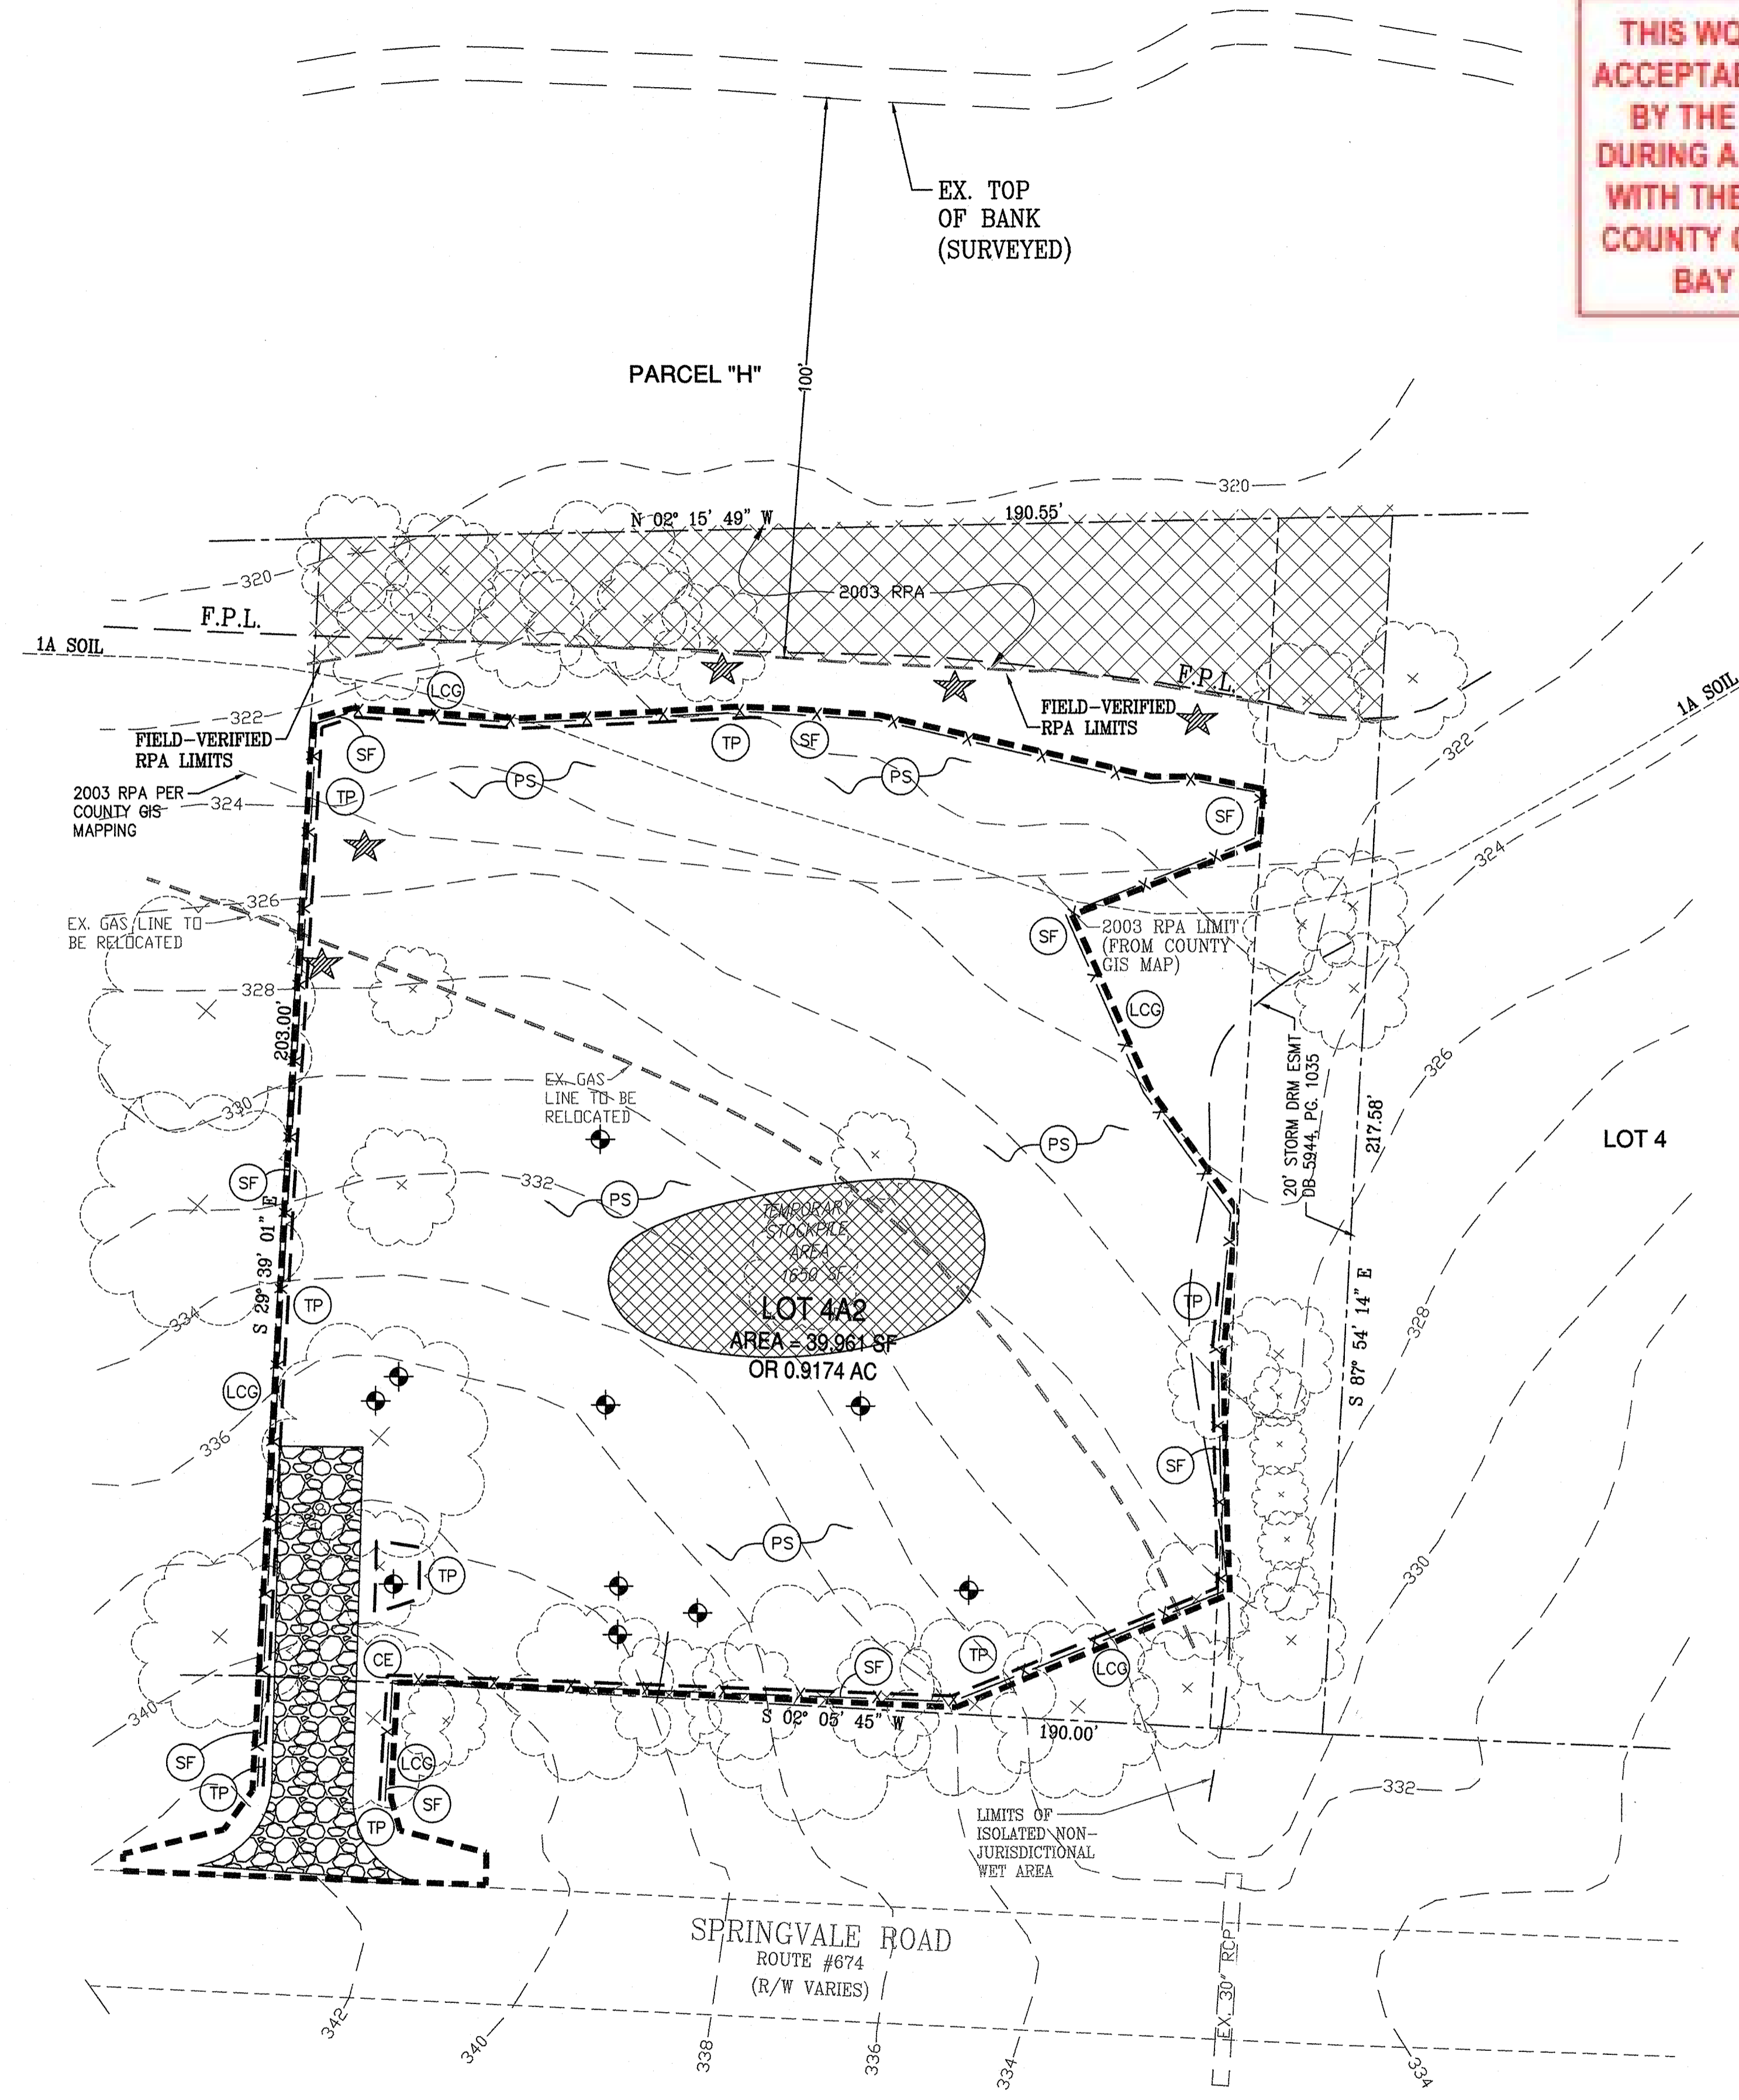 THIS WO
ACCEPTAB
BY THE
DURING A
WITH THE
COUNTY
BAY
EX. TOP
OF BANK
(SURVEYED)
PARCEL "H"
100'
320
N 02° 15' 49" W
190.55'
320
2003 RPA
F.P.L.
1A SOIL
F.P.L.
1A SOIL
LCG
322
FIELD-VERIFIED
RPA LIMITS
FIELD-VERIFIED
RPA LIMITS
SF
TP
SF
322
PS
PS
2003 RPA PER
COUNTY GIS
MAPPING
324
TP
SF
324
326
EX. GAS LINE TO
BE RELOCATED
SF
2003 RPA LIMIT
(FROM COUNTY
GIS MAP)
328
LCG
203.00'
20' STORM DRM ESMT
DB 5944, PG. 1035
326
EX. GAS
LINE TO BE
RELOCATED
330
217.58'
LOT 4
PS
SF
332
PS
S 29° 39' 01" E
TEMPORARY
STOCKPILE
AREA
1650 SF
LOT 4A2
AREA = 39,961 SF
OR 0.9174 AC
334
TP
TP
328
S 87° 54' 14" E
LCG
336
SF
PS
TP
330
CE
SF
TP
LCG
340
S 02° 05' 45" W
190.00'
SF
LCG
TP
SF
TP
332
LIMITS OF
ISOLATED NON-
JURISDICTIONAL
WET AREA
SPRINGVALE ROAD
ROUTE #674
(R/W VARIES)
EX. 30" RCP
342
340
338
336
334
334